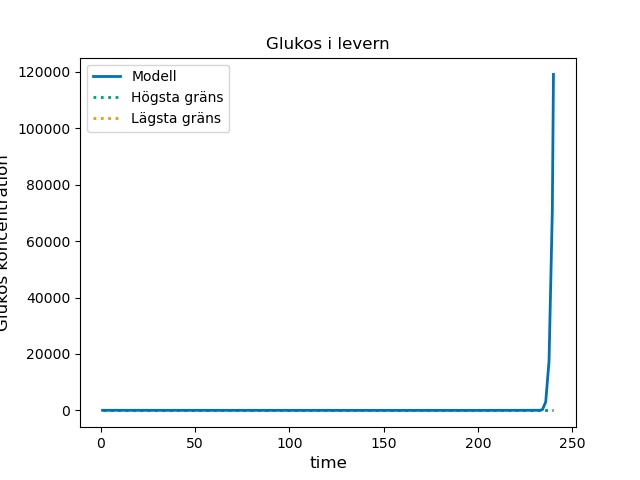 Glukos i levern
Modell
Högsta gräns
Lägsta gräns
Glukos koncentration
120000
100000
80000
60000
40000
20000
0
0 50 100 150 200 250
time